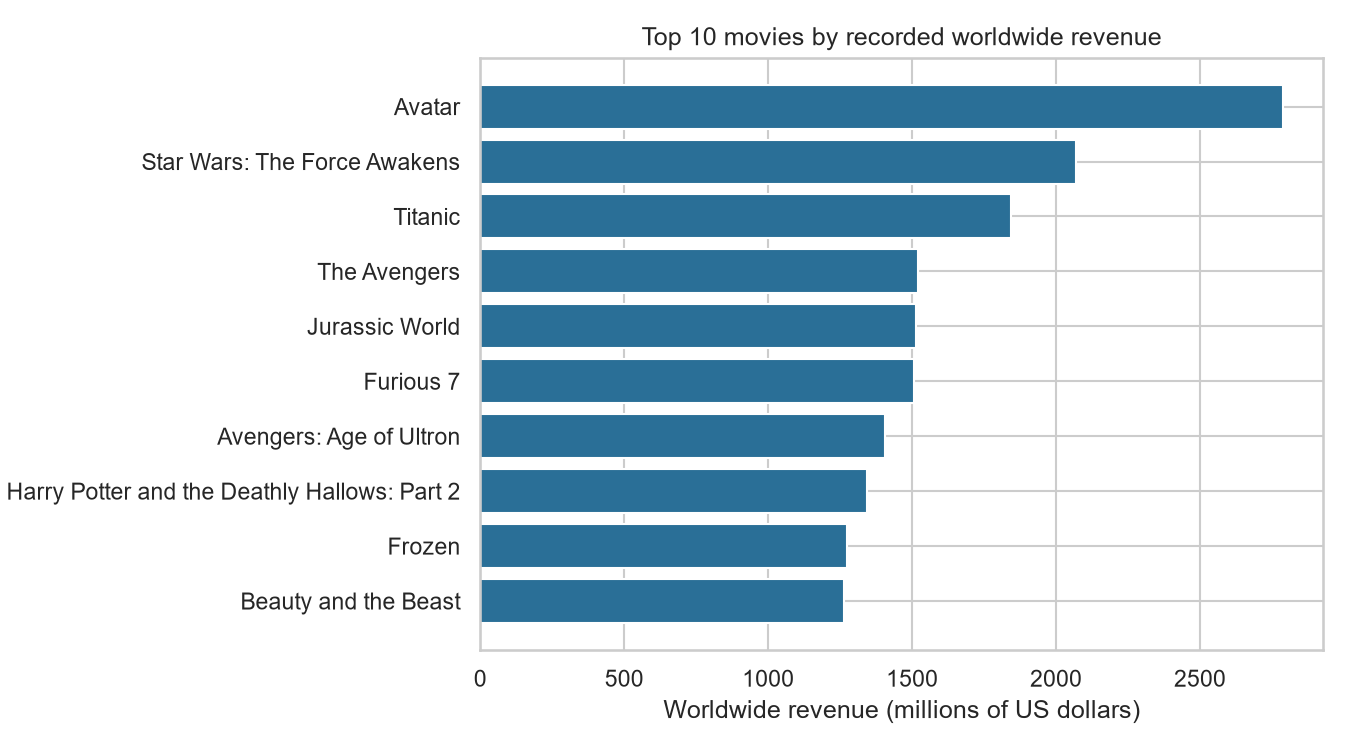 Top 10 movies by recorded worldwide revenue
Avatar
Star Wars: The Force Awakens
Titanic
The Avengers
Jurassic World
Furious 7
Avengers: Age of Ultron
Harry Potter and the Deathly Hallows: Part 2
Frozen
Beauty and the Beast
0 500 1000 1500 2000 2500
Worldwide revenue (millions of US dollars)